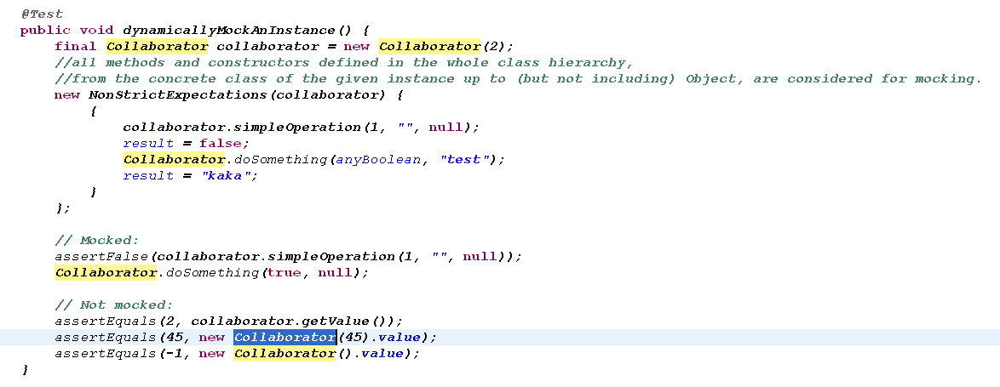 @Test
public void dynamicallyMockAnInstance() {
final Collaborator collaborator = new Collaborator(2);
//all methods and constructors defined in the whole class hierarchy,
//from the concrete class of the given instance up to (but not including) Object, are considered for mocking.
new NonStrictExpectations(collaborator) {
{
collaborator.simpleOperation(1, "", null);
result = false;
Collaborator.doSomething(anyBoolean, "test");
result = "kaka";
}
};
// Mocked:
assertFalse(collaborator.simpleOperation(1, "", null));
Collaborator.doSomething(true, null);
// Not mocked:
assertEquals(2, collaborator.getValue());
assertEquals(45, new Collaborator(45).value);
assertEquals(-1, new Collaborator().value);
}